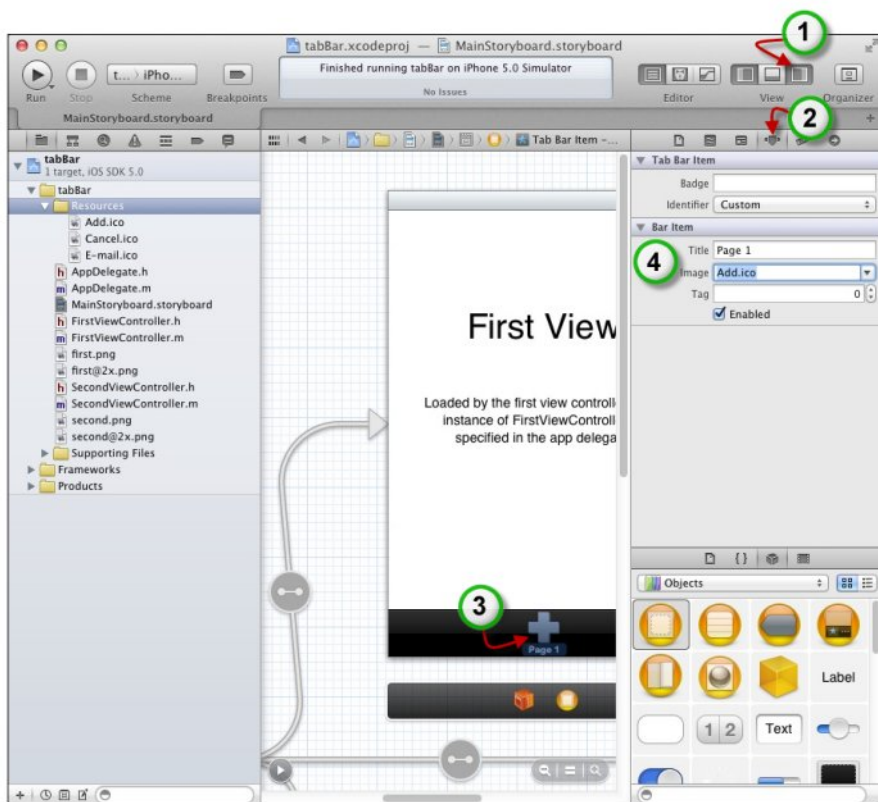 1
tabBar.xcodeproj — MainStoryboard.storyboard
t... iPho...
Finished running tabBar on iPhone 5.0 Simulator
No Issues
Run Stop Scheme Breakpoints
Editor View Organizer
MainStoryboard.storyboard
+
2
Tab Bar Item –...
tabBar
1 target, iOS SDK 5.0
tabBar
Resources
Add.ico
Cancel.ico
E-mail.ico
h AppDelegate.h
m AppDelegate.m
MainStoryboard.storyboard
h FirstViewController.h
m FirstViewController.m
first.png
first@2x.png
h SecondViewController.h
m SecondViewController.m
second.png
second@2x.png
Supporting Files
Frameworks
Products
First View
Loaded by the first view controlle
instance of FirstViewControll
specified in the app delega
3
Page 1
Tab Bar Item
Badge
Identifier Custom
Bar Item
4
Title Page 1
Image Add.ico
Tag 0
Enabled
{}
Objects
Label
1 2 Text